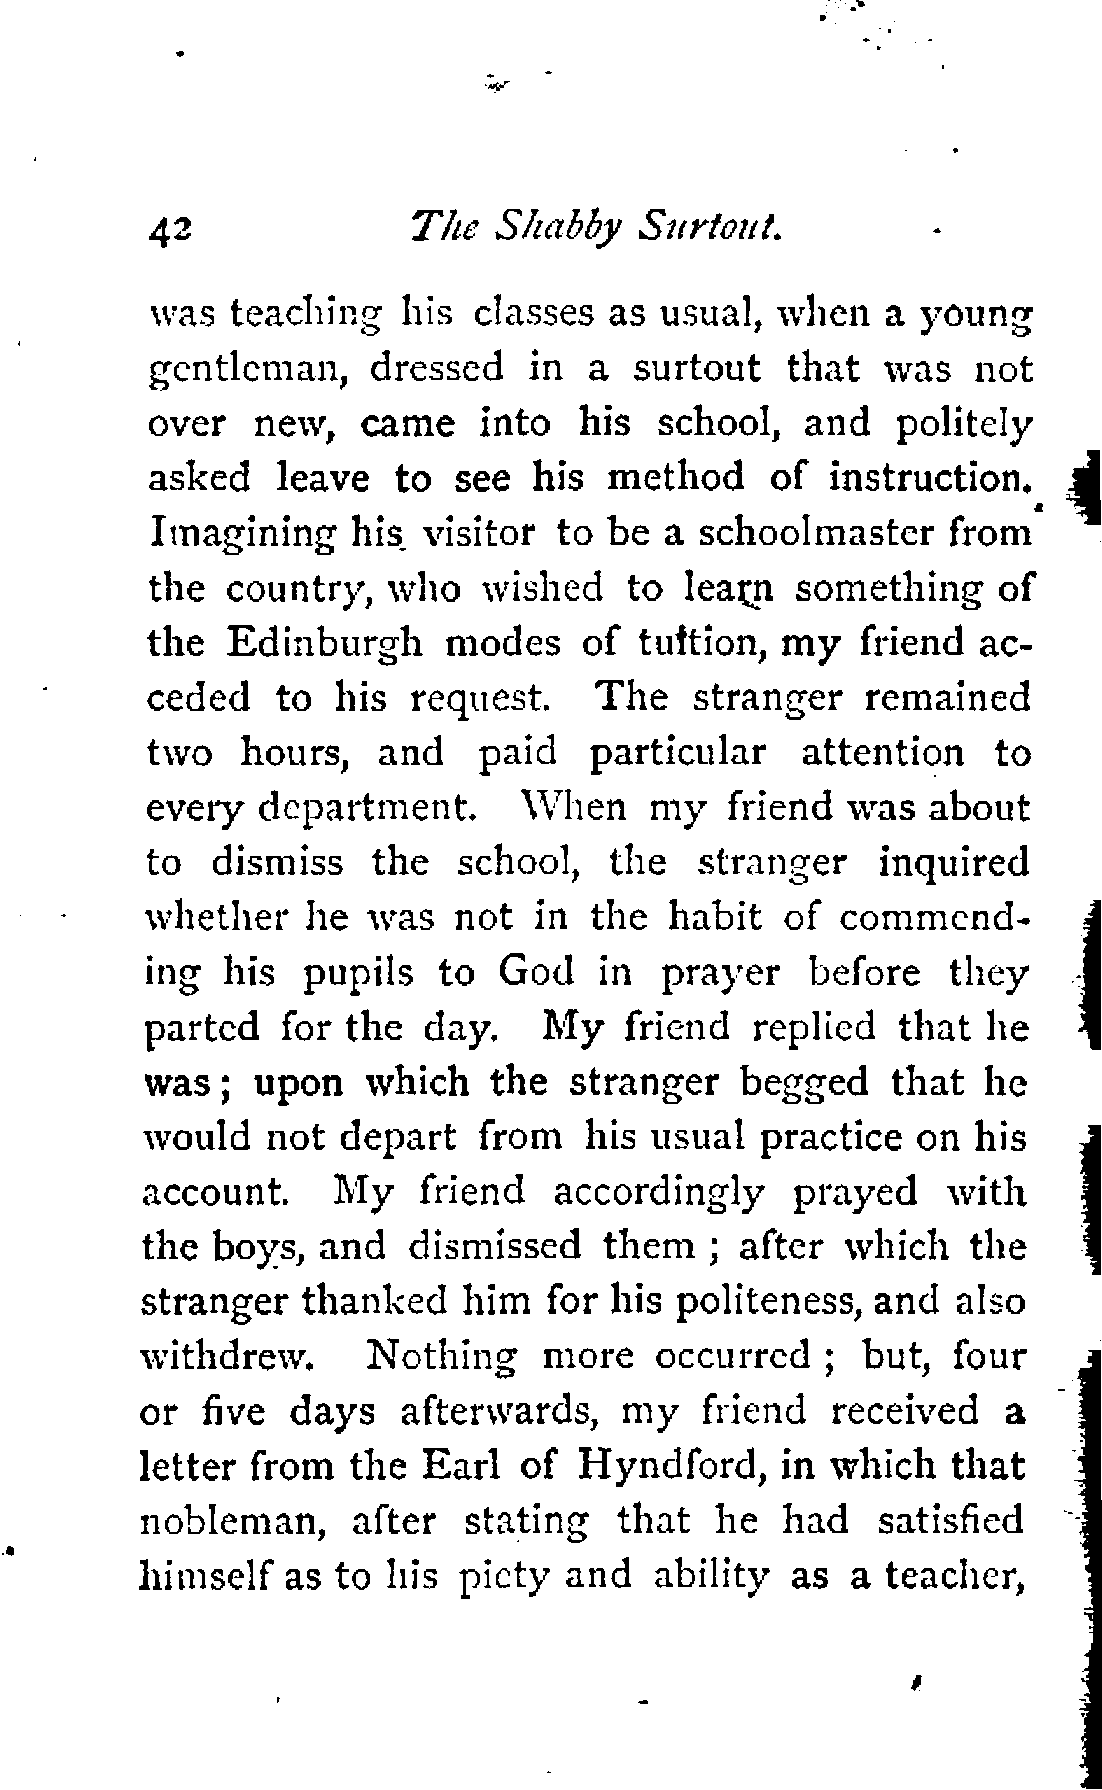 42 The Shabby Surtout.
was teaching his classes as usual, when a young
gentleman, dressed in a surtout that was not
over new, came into his school, and politely
asked leave to see his method of instruction.
Imagining his visitor to be a schoolmaster from
the country, who wished to learn something of
the Edinburgh modes of tuition, my friend ac-
ceded to his request. The stranger remained
two hours, and paid particular attention to
every department. When my friend was about
to dismiss the school, the stranger inquired
whether he was not in the habit of commend-
ing his pupils to God in prayer before they
parted for the day. My friend replied that he
was; upon which the stranger begged that he
would not depart from his usual practice on his
account. My friend accordingly prayed with
the boys, and dismissed them; after which the
stranger thanked him for his politeness, and also
withdrew. Nothing more occurred; but, four
or five days afterwards, my friend received a
letter from the Earl of Hyndford, in which that
nobleman, after stating that he had satisfied
himself as to his piety and ability as a teacher,